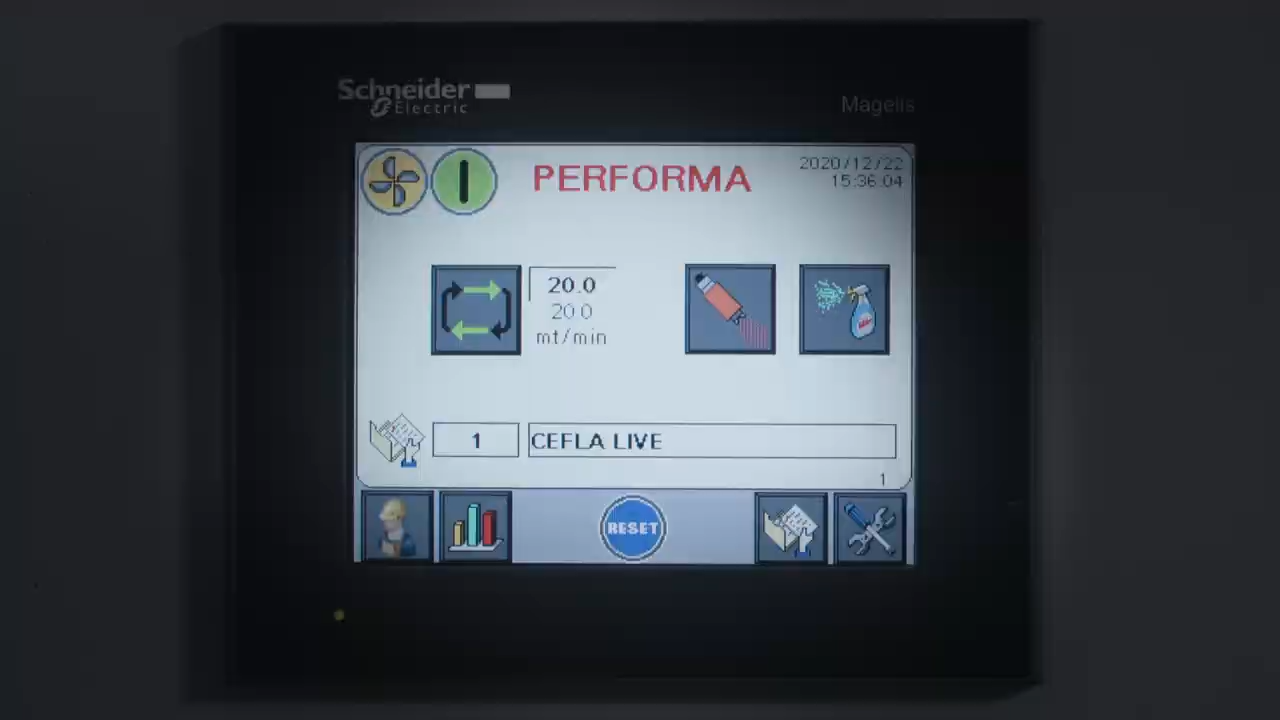 Schneider
Electric
Magelis
PERFORMA
2020/12/22
15:36:04
20.0
20.0
mt/min
1
CEFLA LIVE
1
RESET